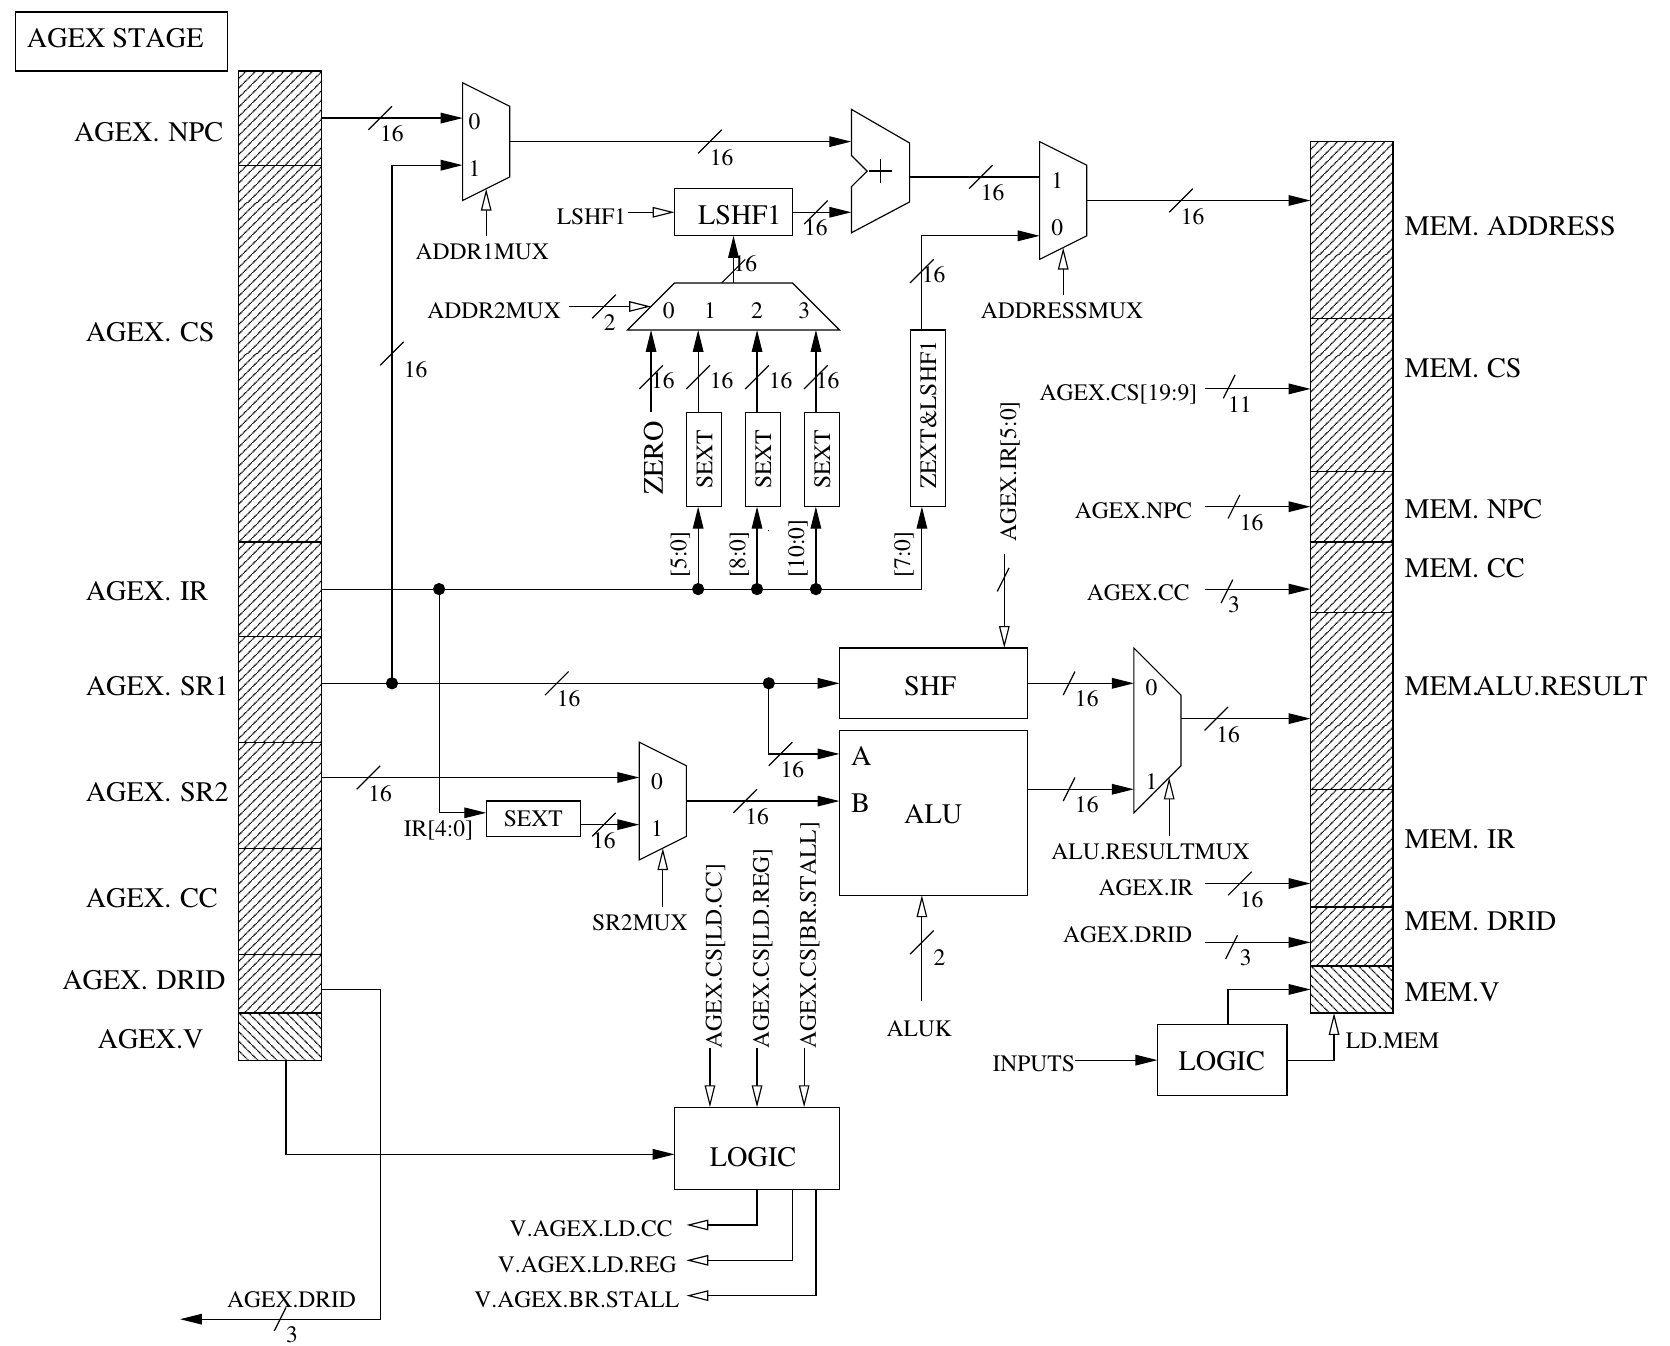 AGEX STAGE
AGEX. NPC
AGEX. CS
AGEX. IR
AGEX. SR1
AGEX. SR2
AGEX. CC
AGEX. DRID
AGEX.V
16
0
1
ADDR1MUX
16
16
LSHF1
LSHF1
16
+
16
ADDR2MUX
2
0 1 2 3
16
16
16
16
ZERO
SEXT
SEXT
SEXT
[5:0]
[8:0]
[10:0]
[7:0]
ZEXT&LSHF1
16
16
1
0
ADDRESSMUX
16
AGEX.IR[5:0]
16
SHF
16
16
A
B
ALU
16
2
ALUK
16
0
1
IR[4:0]
SEXT
16
16
SR2MUX
0
1
ALU.RESULTMUX
16
AGEX.CS[19:9]
11
AGEX.NPC
16
AGEX.CC
3
AGEX.IR
16
AGEX.DRID
3
MEM. ADDRESS
MEM. CS
MEM. NPC
MEM. CC
MEM.ALU.RESULT
MEM. IR
MEM. DRID
MEM.V
INPUTS
LOGIC
LD.MEM
AGEX.CS[LD.CC]
AGEX.CS[LD.REG]
AGEX.CS[BR.STALL]
LOGIC
V.AGEX.LD.CC
V.AGEX.LD.REG
V.AGEX.BR.STALL
AGEX.DRID
3